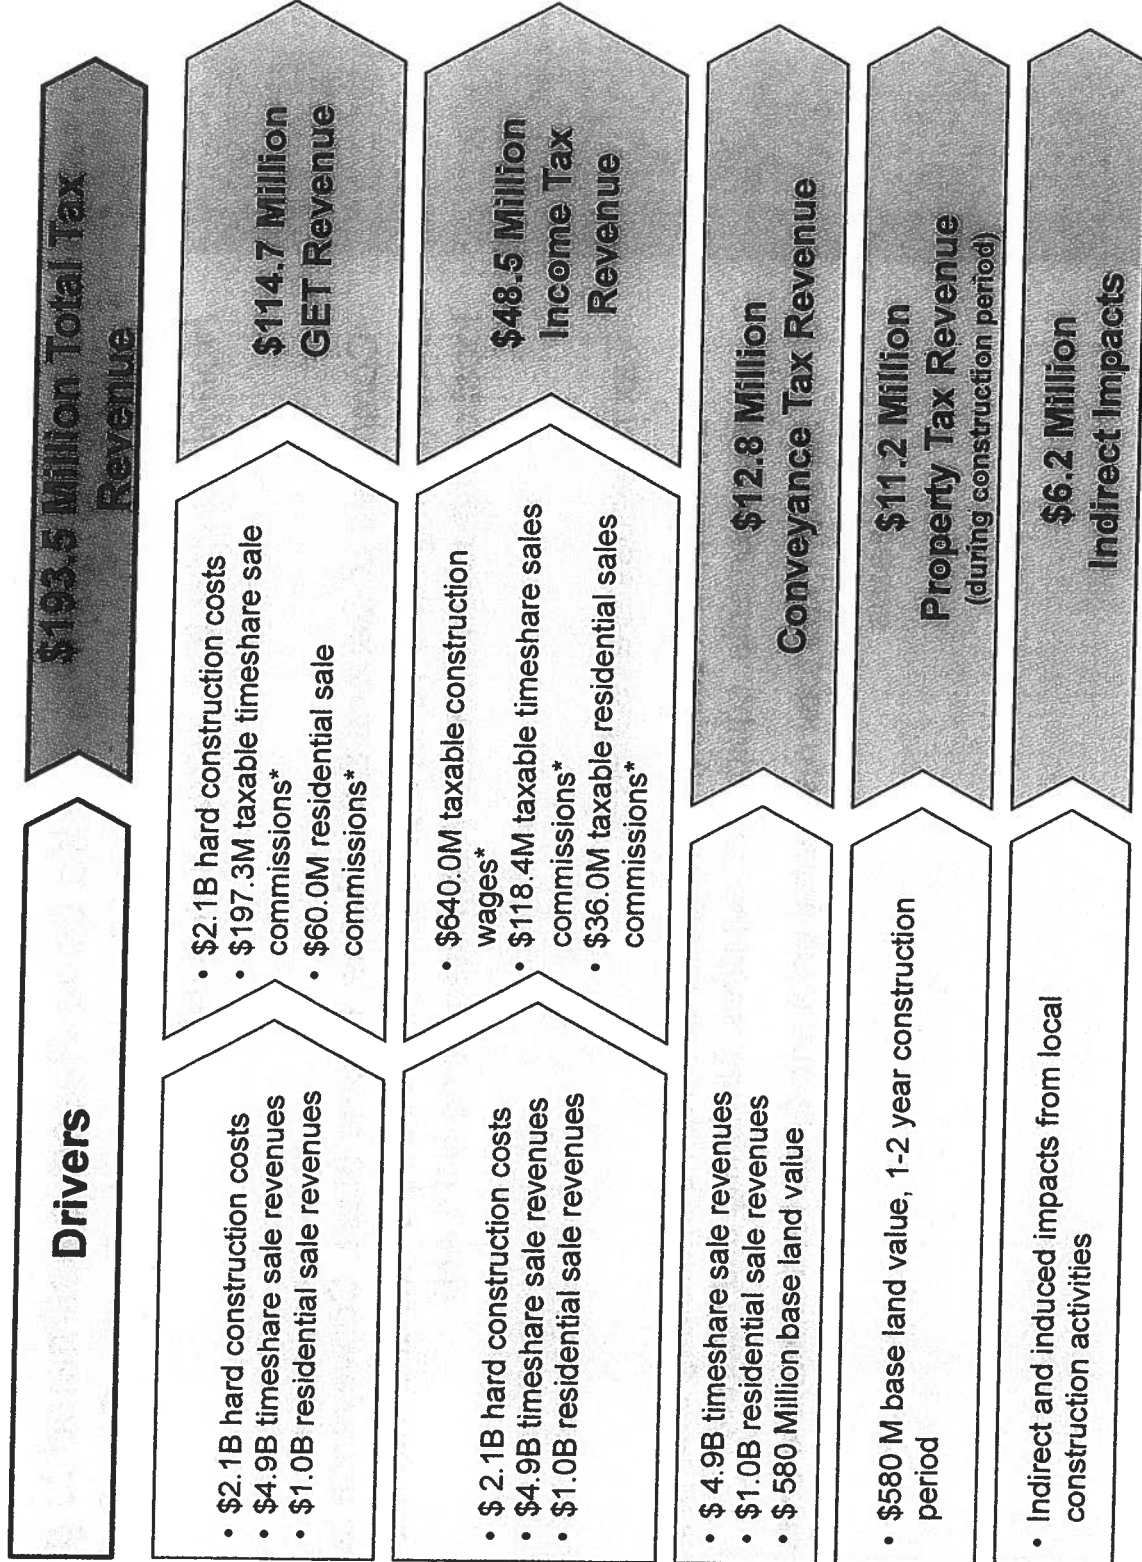 Drivers
$193.5 Million Total Tax
Revenue
• $2.1B hard construction costs
• $4.9B timeshare sale revenues
• $1.0B residential sale revenues
• $2.1B hard construction costs
• $197.3M taxable timeshare sale
commissions*
• $60.0M residential sale
commissions*
$114.7 Million
GET Revenue
• $ 2.1B hard construction costs
• $4.9B timeshare sale revenues
• $1.0B residential sale revenues
• $640.0M taxable construction
wages*
• $118.4M taxable timeshare sales
commissions*
• $36.0M taxable residential sales
commissions*
$48.5 Million
Income Tax
Revenue
• $ 4.9B timeshare sale revenues
• $1.0B residential sale revenues
• $ 580 Million base land value
$12.8 Million
Conveyance Tax Revenue
• $580 M base land value, 1-2 year construction
period
$11.2 Million
Property Tax Revenue
(during construction period)
• Indirect and induced impacts from local
construction activities
$6.2 Million
Indirect Impacts